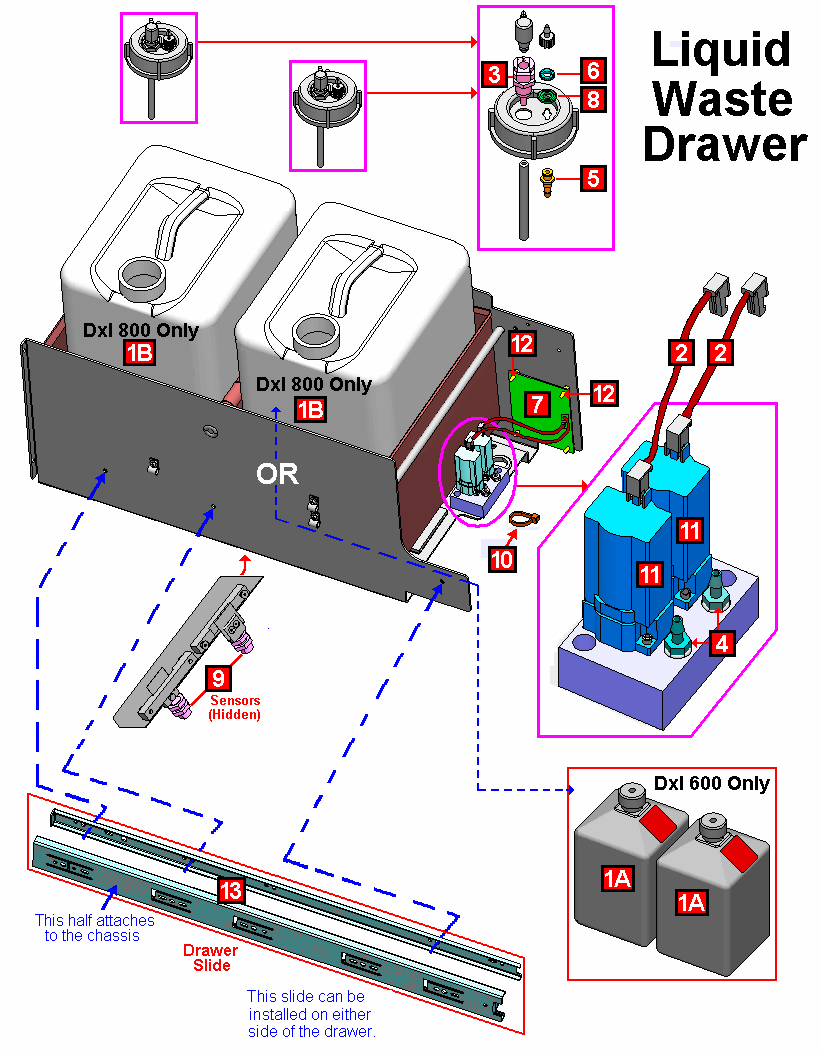 Liquid
Waste
Drawer
3
6
8
5
DxI 800 Only
1B
DxI 800 Only
1B
12
12
7
2
2
OR
10
11
11
4
9
Sensors
(Hidden)
DxI 600 Only
1A
1A
13
This half attaches
to the chassis
Drawer
Slide
This slide can be
installed on either
side of the drawer.